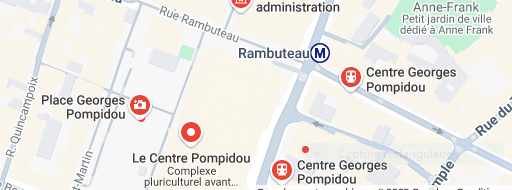 administration
Rue Rambuteau
Anne-Frank
Petit jardin de ville
dédié à Anne Frank
Rambuteau
Centre Georges
Pompidou
Place Georges
Pompidou
R. Quincampoix
Le Centre Pompidou
Complexe
pluriculturel avant...
Centre Georges
Pompidou
Rue du